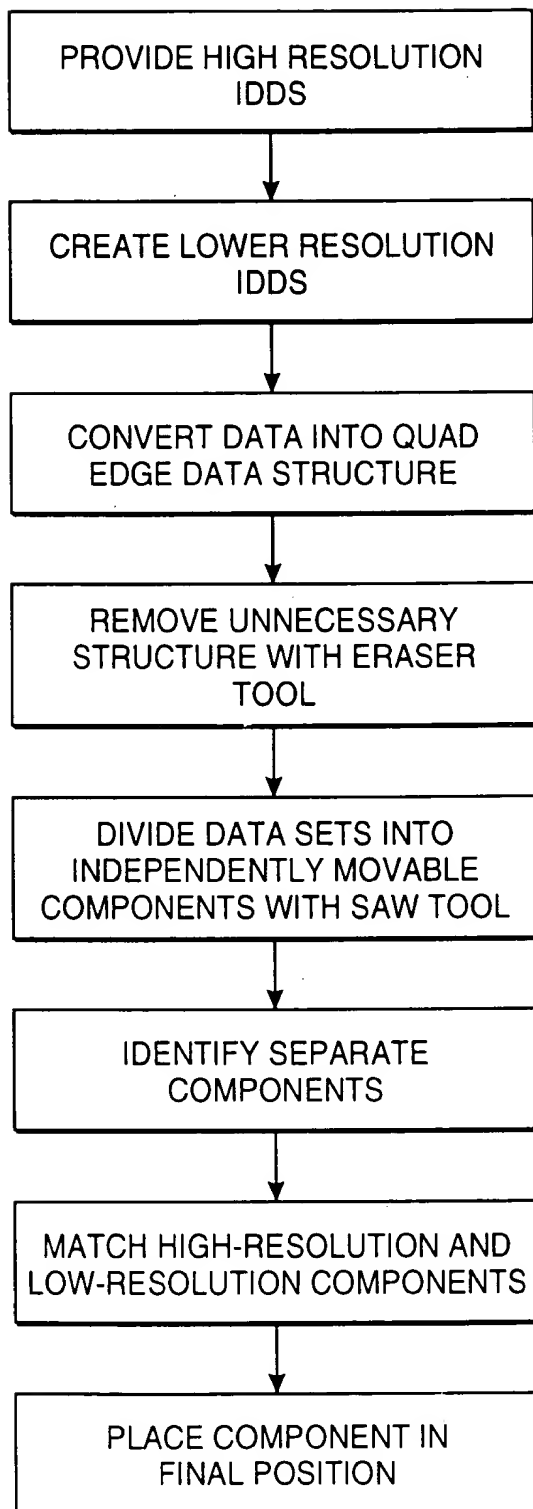 PROVIDE HIGH RESOLUTION
IDDS
CREATE LOWER RESOLUTION
IDDS
CONVERT DATA INTO QUAD
EDGE DATA STRUCTURE
REMOVE UNNECESSARY
STRUCTURE WITH ERASER
TOOL
DIVIDE DATA SETS INTO
INDEPENDENTLY MOVABLE
COMPONENTS WITH SAW TOOL
IDENTIFY SEPARATE
COMPONENTS
MATCH HIGH-RESOLUTION AND
LOW-RESOLUTION COMPONENTS
PLACE COMPONENT IN
FINAL POSITION